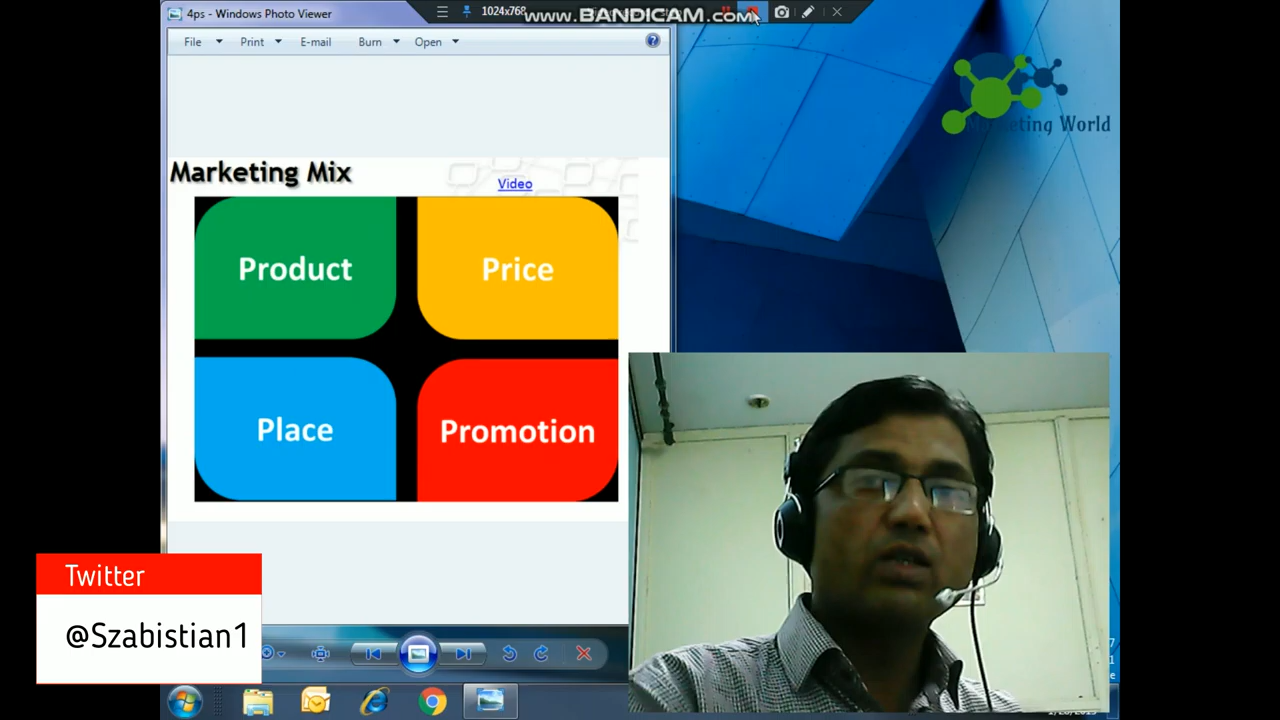 4ps - Windows Photo Viewer
1024x768
www.BANDICAM.com
File Print E-mail Burn Open
Marketing World
Marketing Mix
Video
Product
Price
Place
Promotion
Twitter
@Szabistian1